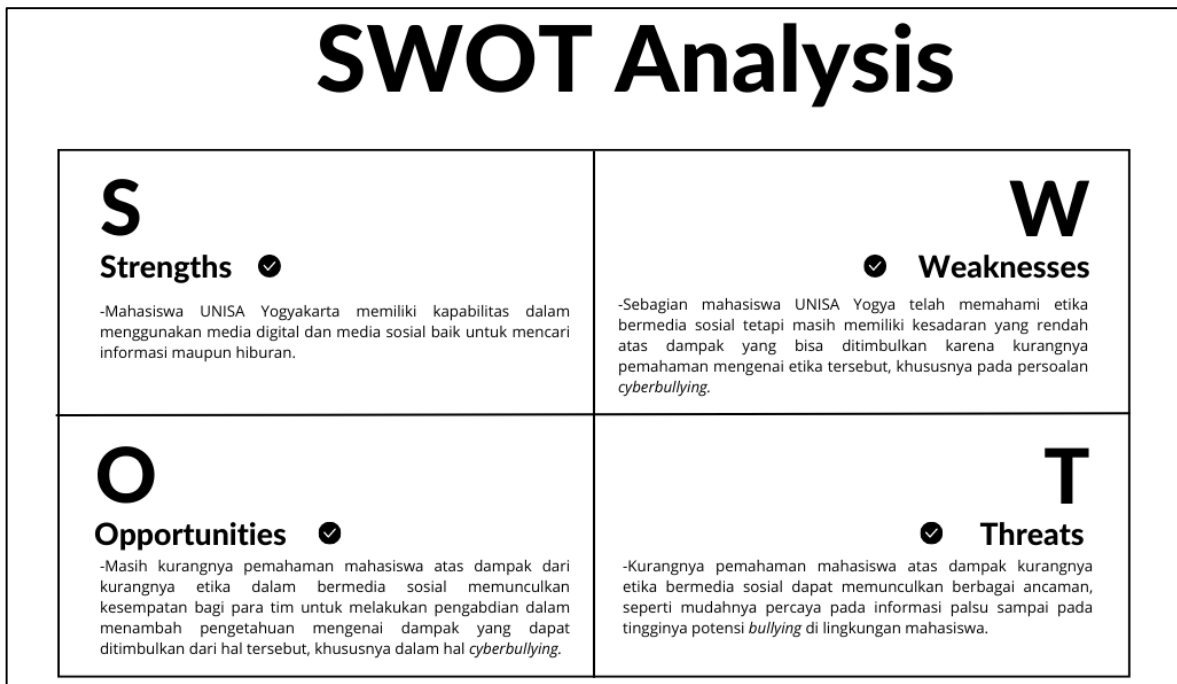 SWOT Analysis
S
Strengths
-Mahasiswa UNISA Yogyakarta memiliki kapabilitas dalam
menggunakan media digital dan media sosial baik untuk mencari
informasi maupun hiburan.
W
Weaknesses
-Sebagian mahasiswa UNISA Yogya telah memahami etika
bermedia sosial tetapi masih memiliki kesadaran yang rendah
atas dampak yang bisa ditimbulkan karena kurangnya
pemahaman mengenai etika tersebut, khususnya pada persoalan
cyberbullying.
O
Opportunities
-Masih kurangnya pemahaman mahasiswa atas dampak dari
kurangnya etika dalam bermedia sosial memunculkan
kesempatan bagi para tim untuk melakukan pengabdian dalam
menambah pengetahuan mengenai dampak yang dapat
ditimbulkan dari hal tersebut, khususnya dalam hal cyberbullying.
T
Threats
-Kurangnya pemahaman mahasiswa atas dampak kurangnya
etika bermedia sosial dapat memunculkan berbagai ancaman,
seperti mudahnya percaya pada informasi palsu sampai pada
tingginya potensi bullying di lingkungan mahasiswa.